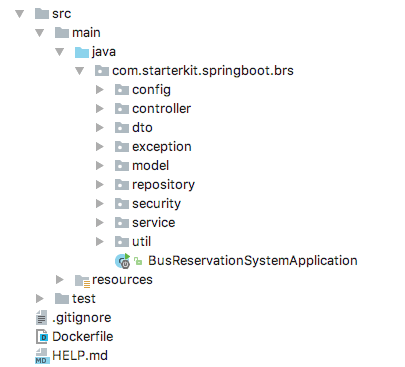 src
main
java
com.starterkit.springboot.brs
config
controller
dto
exception
model
repository
security
service
util
BusReservationSystemApplication
resources
test
.gitignore
Dockerfile
HELP.md